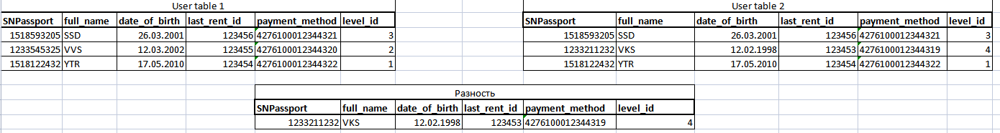 User table 1 User table 2
SNPassport full_name date_of_birth last_rent_id payment_method level_id SNPassport full_name date_of_birth last_rent_id payment_method level_id
1518593205 SSD 26.03.2001 123456 4276100012344321 3 1518593205 SSD 26.03.2001 123456 4276100012344321 3
1233545325 VVS 12.03.2002 123455 4276100012344320 2 1233211232 VKS 12.02.1998 123453 4276100012344319 4
1518122432 YTR 17.05.2010 123454 4276100012344322 1 1518122432 YTR 17.05.2010 123454 4276100012344322 1
Разность
SNPassport full_name date_of_birth last_rent_id payment_method level_id
1233211232 VKS 12.02.1998 123453 4276100012344319 4